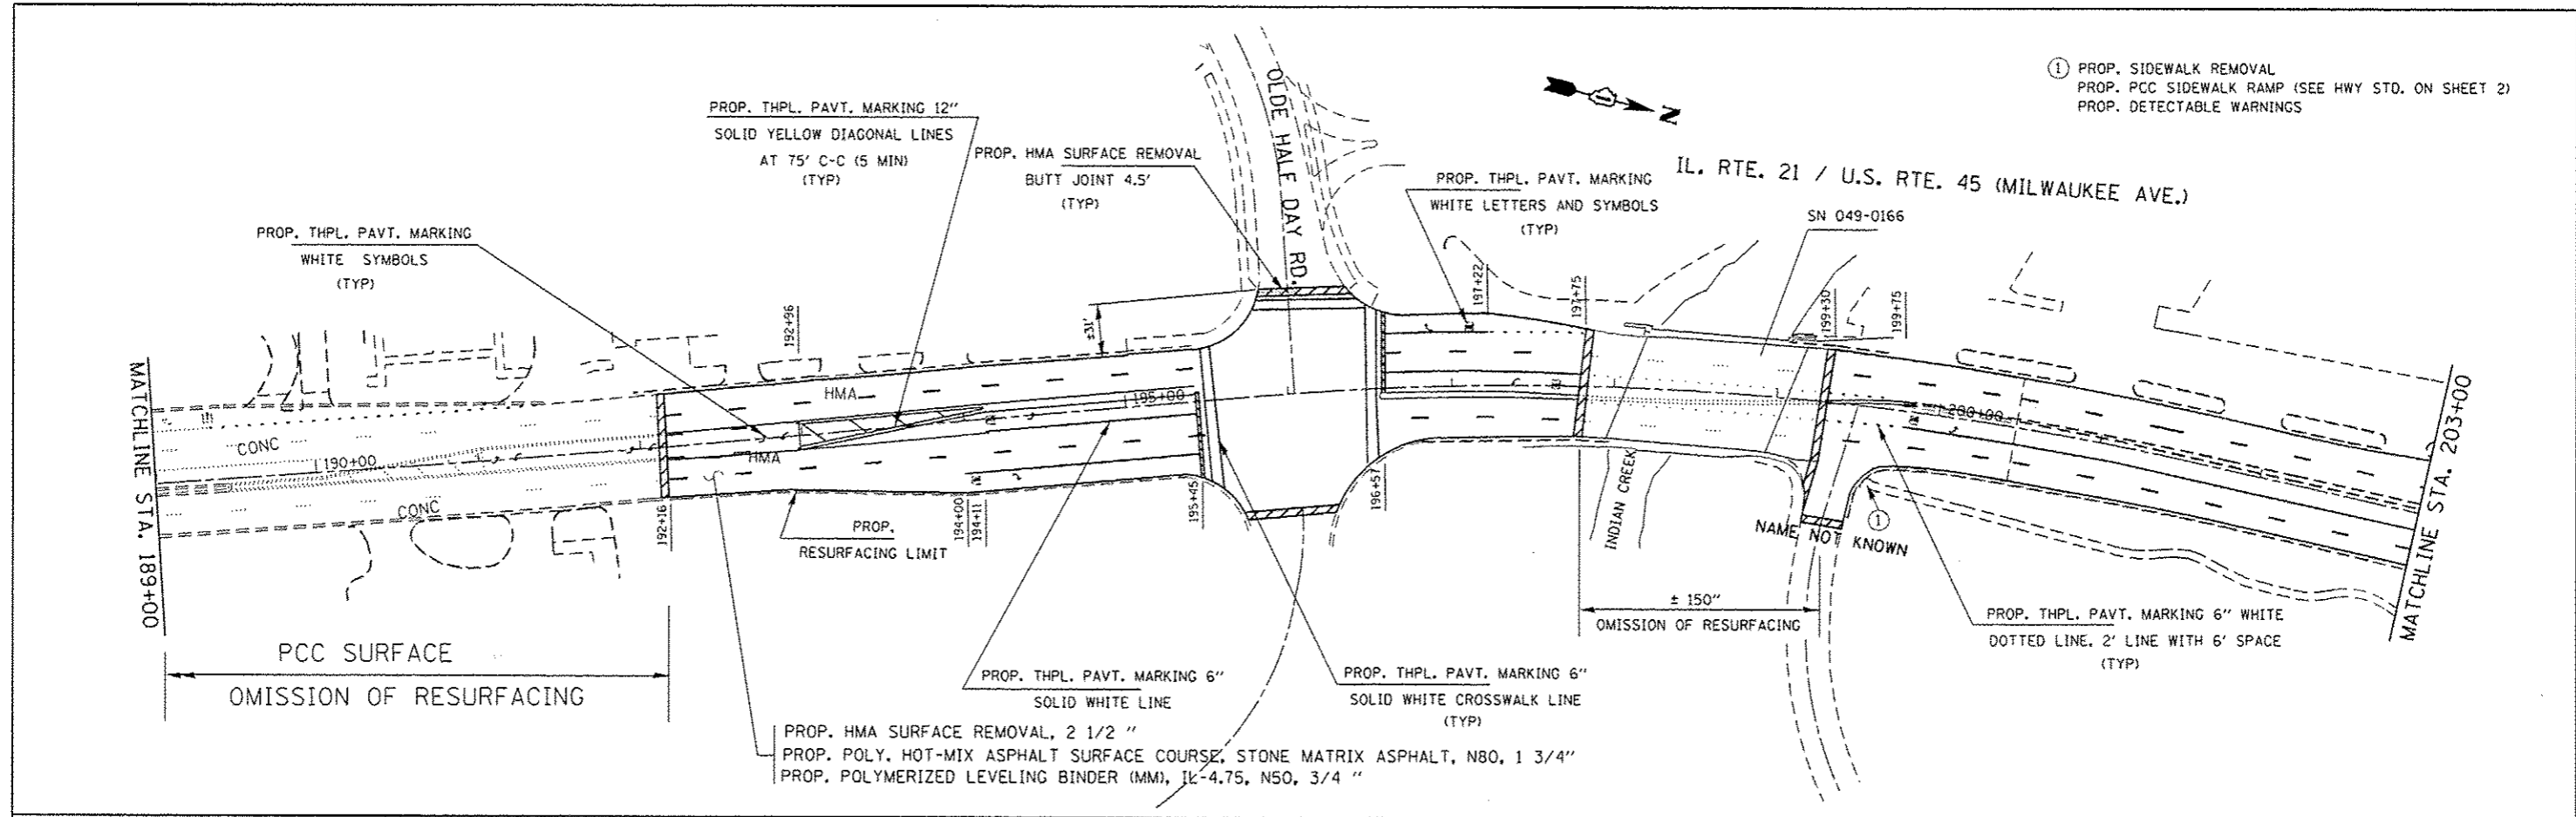 ① PROP. SIDEWALK REMOVAL
PROP. PCC SIDEWALK RAMP (SEE HWY STD. ON SHEET 2)
PROP. DETECTABLE WARNINGS
N
IL. RTE. 21 / U.S. RTE. 45 (MILWAUKEE AVE.)
OLDE HALF DAY RD.
PROP. THPL. PAVT. MARKING 12"
SOLID YELLOW DIAGONAL LINES
AT 75' C-C (5 MIN)
(TYP)
PROP. HMA SURFACE REMOVAL
BUTT JOINT 4.5'
(TYP)
PROP. THPL. PAVT. MARKING
WHITE LETTERS AND SYMBOLS
(TYP)
SN 049-0166
PROP. THPL. PAVT. MARKING
WHITE SYMBOLS
(TYP)
192+96
±31'
197+22
197+75
199+30
199+75
MATCHLINE STA. 189+00
CONC
190+00
CONC
HMA
HMA
195+00
200+00
MATCHLINE STA. 203+00
192+16
194+00
194+11
195+45
196+57
INDIAN CREEK
NAME NOT KNOWN
①
PROP.
RESURFACING LIMIT
± 150"
OMISSION OF RESURFACING
PROP. THPL. PAVT. MARKING 6" WHITE
DOTTED LINE, 2' LINE WITH 6' SPACE
(TYP)
PCC SURFACE
OMISSION OF RESURFACING
PROP. THPL. PAVT. MARKING 6"
SOLID WHITE LINE
PROP. THPL. PAVT. MARKING 6"
SOLID WHITE CROSSWALK LINE
(TYP)
PROP. HMA SURFACE REMOVAL, 2 1/2 "
PROP. POLY. HOT-MIX ASPHALT SURFACE COURSE, STONE MATRIX ASPHALT, N80, 1 3/4"
PROP. POLYMERIZED LEVELING BINDER (MM), IL-4.75, N50, 3/4 "